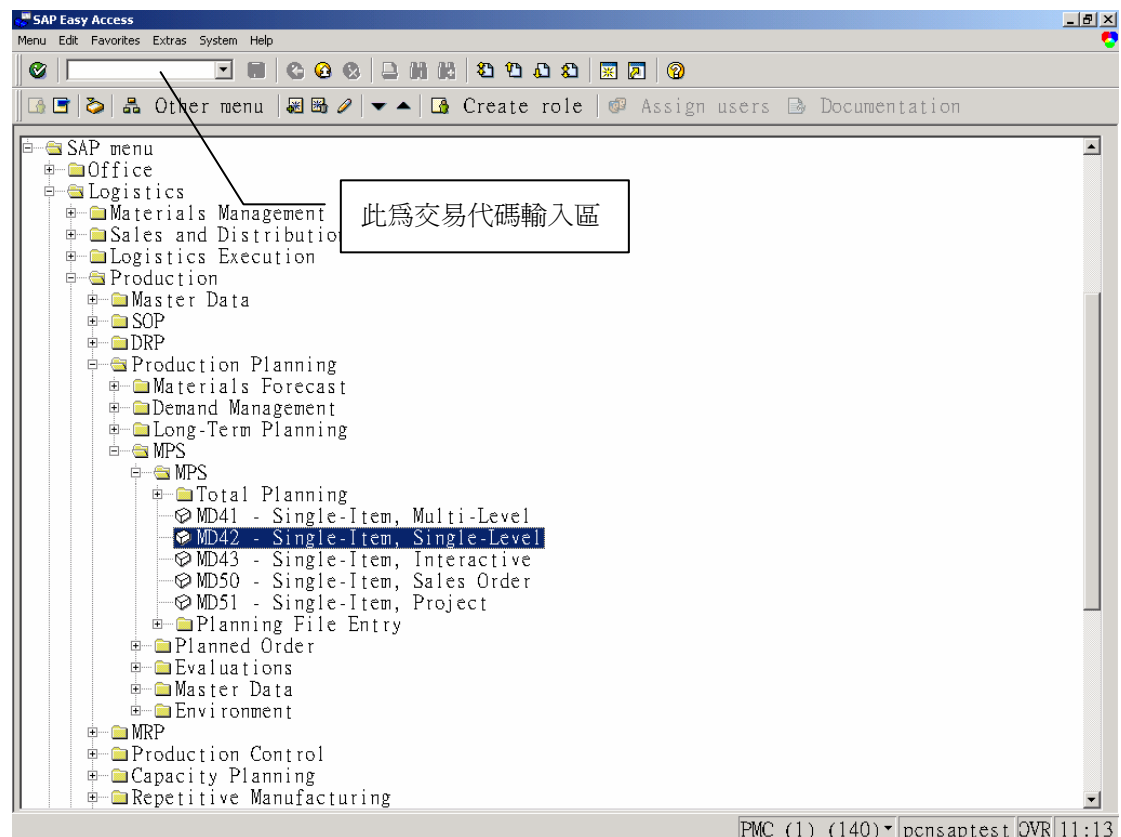 SAP Easy Access
Menu Edit Favorites Extras System Help
Other menu Create role Assign users Documentation
SAP menu
Office
Logistics
此為交易代碼輸入區
Materials Management
Sales and Distributio
Logistics Execution
Production
Master Data
SOP
DRP
Production Planning
Materials Forecast
Demand Management
Long-Term Planning
MPS
MPS
Total Planning
MD41 - Single-Item, Multi-Level
MD42 - Single-Item, Single-Level
MD43 - Single-Item, Interactive
MD50 - Single-Item, Sales Order
MD51 - Single-Item, Project
Planning File Entry
Planned Order
Evaluations
Master Data
Environment
MRP
Production Control
Capacity Planning
Repetitive Manufacturing
PMC (1) (140) pcnsaptest OVR 11:13